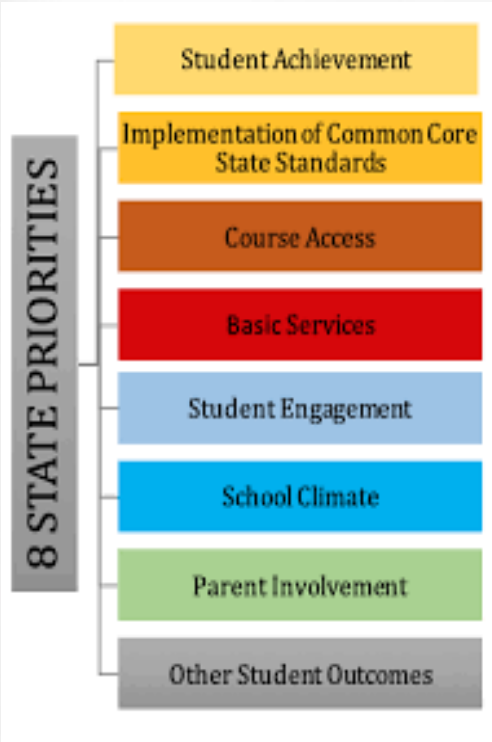 8 STATE PRIORITIES
Student Achievement
Implementation of Common Core
State Standards
Course Access
Basic Services
Student Engagement
School Climate
Parent Involvement
Other Student Outcomes